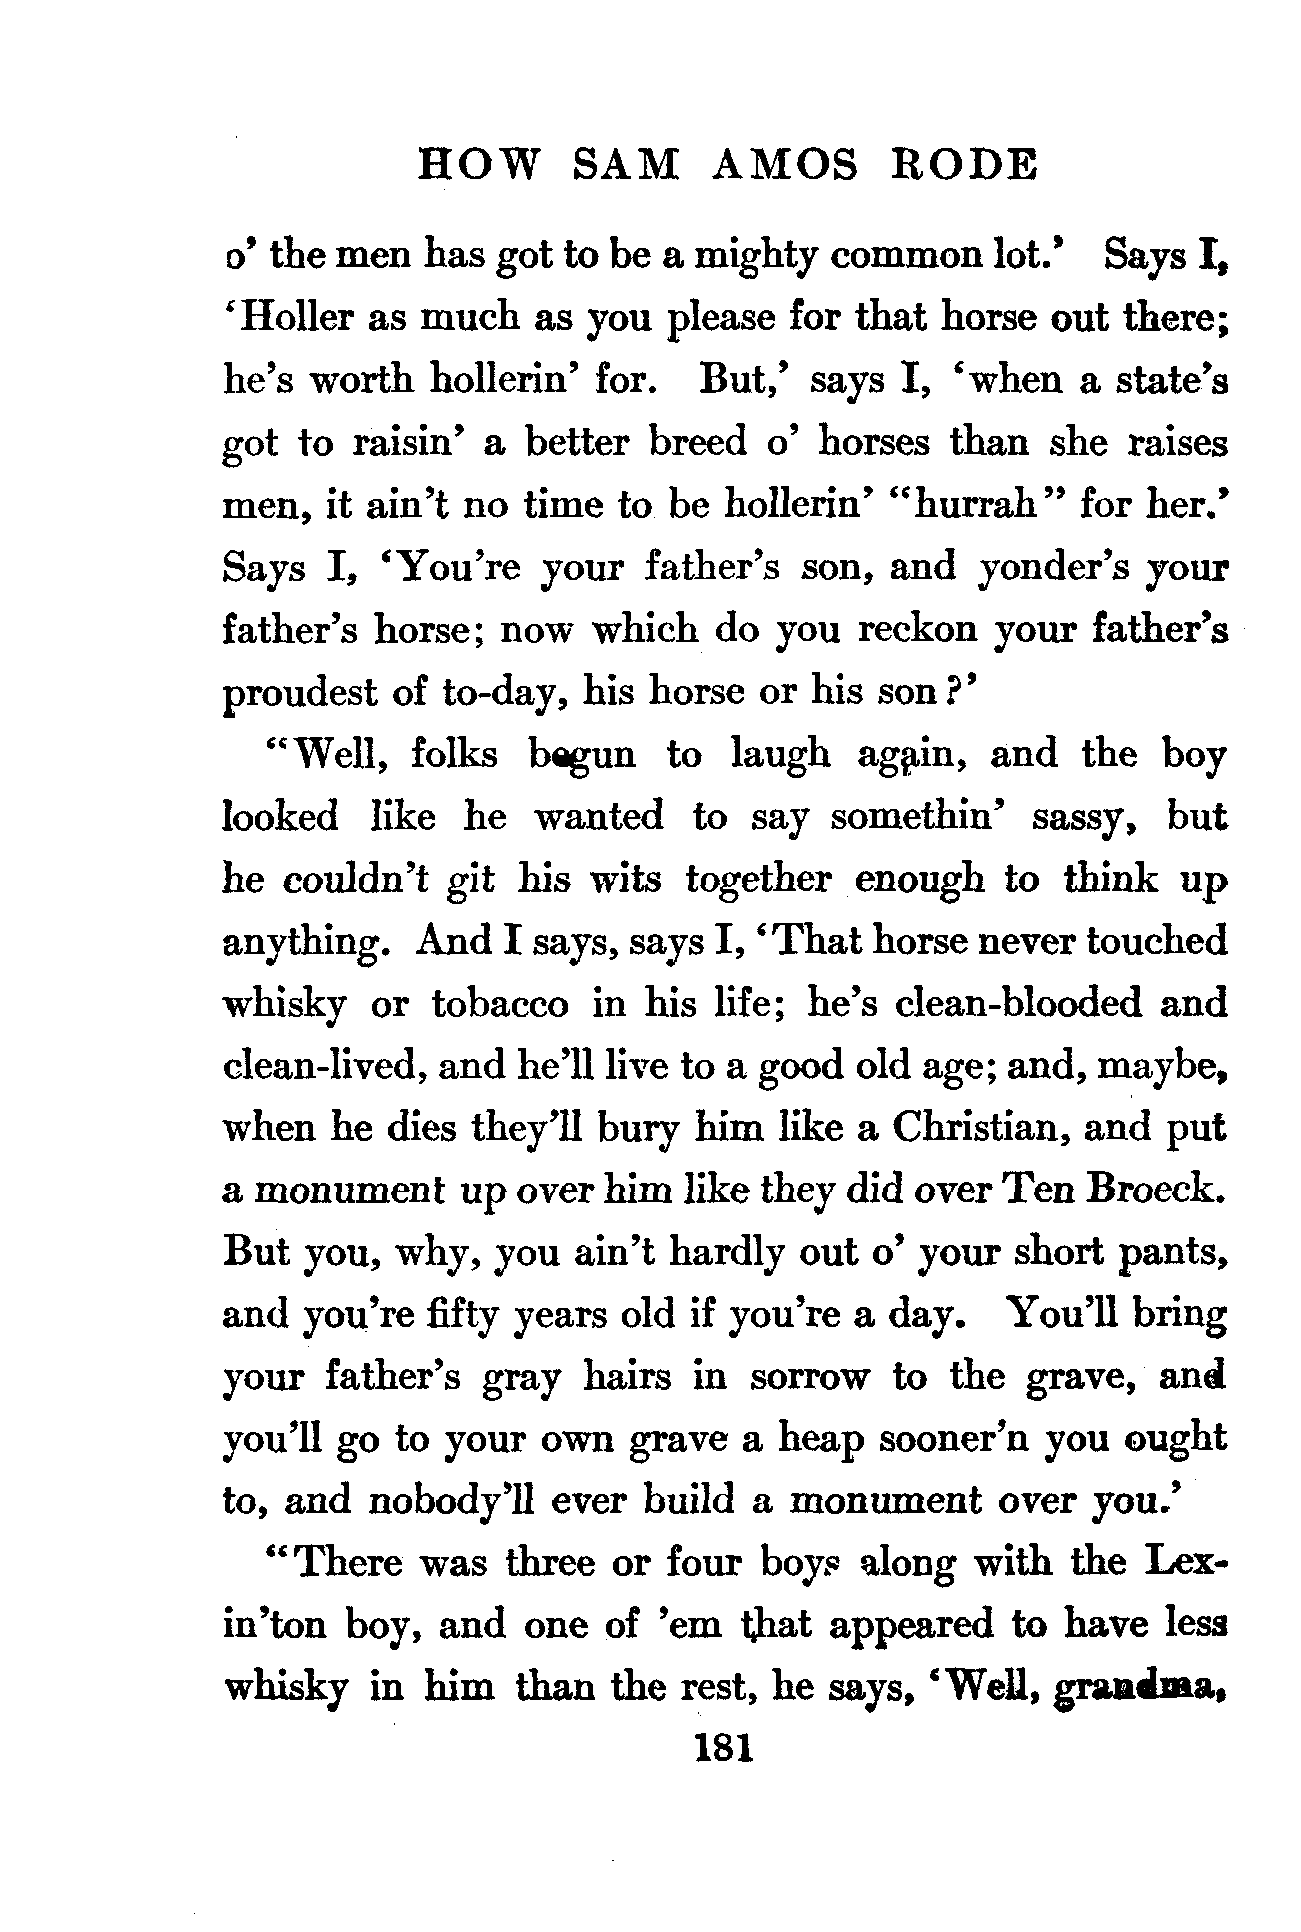 HOW SAM AMOS RODE
o' the men has got to be a mighty common lot.' Says I,
'Holler as much as you please for that horse out there;
he's worth hollerin' for. But,' says I, 'when a state's
got to raisin' a better breed o' horses than she raises
men, it ain't no time to be hollerin' "hurrah" for her.'
Says I, 'You're your father's son, and yonder's your
father's horse; now which do you reckon your father's
proudest of to-day, his horse or his son?'
"Well, folks begun to laugh again, and the boy
looked like he wanted to say somethin' sassy, but
he couldn't git his wits together enough to think up
anything. And I says, says I, 'That horse never touched
whisky or tobacco in his life; he's clean-blooded and
clean-lived, and he'll live to a good old age; and, maybe,
when he dies they'll bury him like a Christian, and put
a monument up over him like they did over Ten Broeck.
But you, why, you ain't hardly out o' your short pants,
and you're fifty years old if you're a day. You'll bring
your father's gray hairs in sorrow to the grave, and
you'll go to your own grave a heap sooner'n you ought
to, and nobody'll ever build a monument over you.'
"There was three or four boys along with the Lex-
in'ton boy, and one of 'em that appeared to have less
whisky in him than the rest, he says, 'Well, grandma,
181